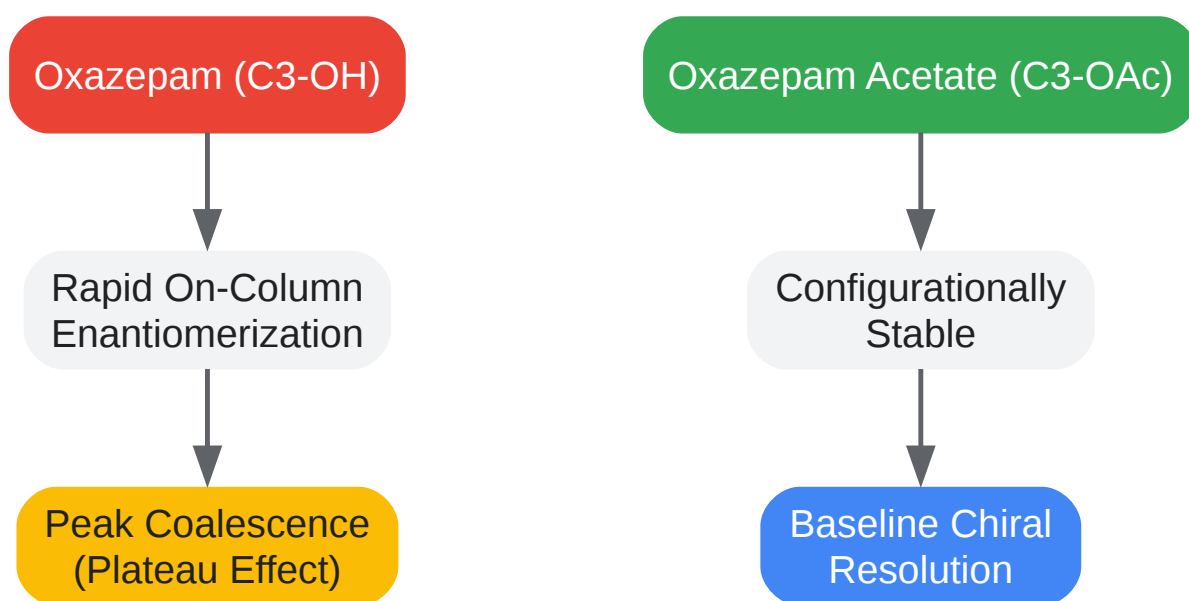 Oxazepam (C3-OH)
Rapid On-Column
Enantiomerization
Peak Coalescence
(Plateau Effect)
Oxazepam Acetate (C3-OAc)
Configurationally
Stable
Baseline Chiral
Resolution